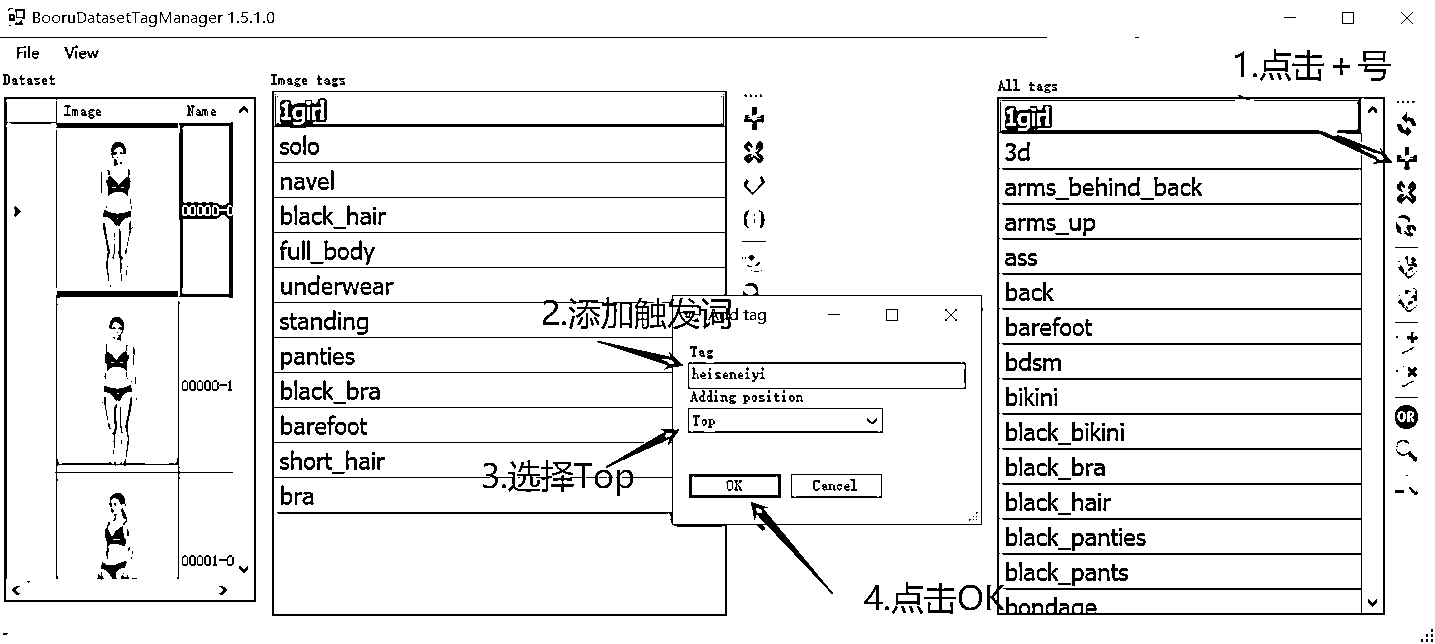 BooruDatasetTagManager 1.5.1.0
File View
Dataset
Image Name
00000-0
00000-1
00001-0
Image tags
1girl
solo
navel
black_hair
full_body
underwear
standing
panties
black_bra
barefoot
short_hair
bra
2.添加触发词
Add tag
Tag
heiseneiyi
Adding position
Top
3.选择Top
OK Cancel
4.点击OK
1.点击+号
All tags
1girl
3d
arms_behind_back
arms_up
ass
back
barefoot
bdsm
bikini
black_bikini
black_bra
black_hair
black_panties
black_pants
bondage
OR